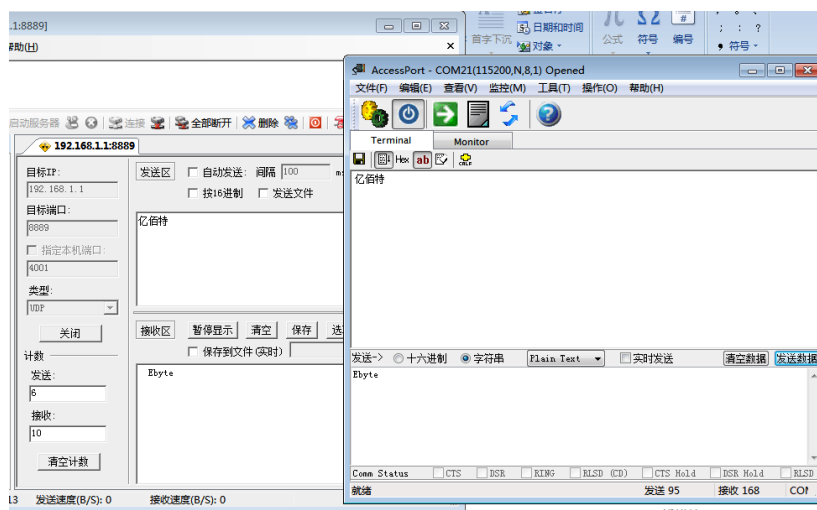 .1:8889]
帮助(H)
启动服务器 连接 全部断开 删除
192.168.1.1:8889
目标IP:
192.168.1.1
目标端口:
8889
指定本机端口:
4001
类型:
UDP
关闭
计数
发送:
6
接收:
10
清空计数
发送区 自动发送: 间隔 100 ms
按16进制 发送文件
亿佰特
接收区 暂停显示 清空 保存
保存到文件(实时)
Ebyte
13 发送速度(B/S): 0 接收速度(B/S): 0
首字下沉
日期和时间
对象
公式 符号 编号
, 。 、
; : ?
符号
AccessPort - COM21(115200,N,8,1) Opened
文件(F) 编辑(E) 查看(V) 监控(M) 工具(T) 操作(O) 帮助(H)
Terminal Monitor
Hex ab
亿佰特
发送-> 十六进制 字符串 Plain Text 实时发送 清空数据 发送数据
Ebyte
Comm Status CTS DSR RING RLSD (CD) CTS Hold DSR Hold RLSD
就绪 发送 95 接收 168 COM